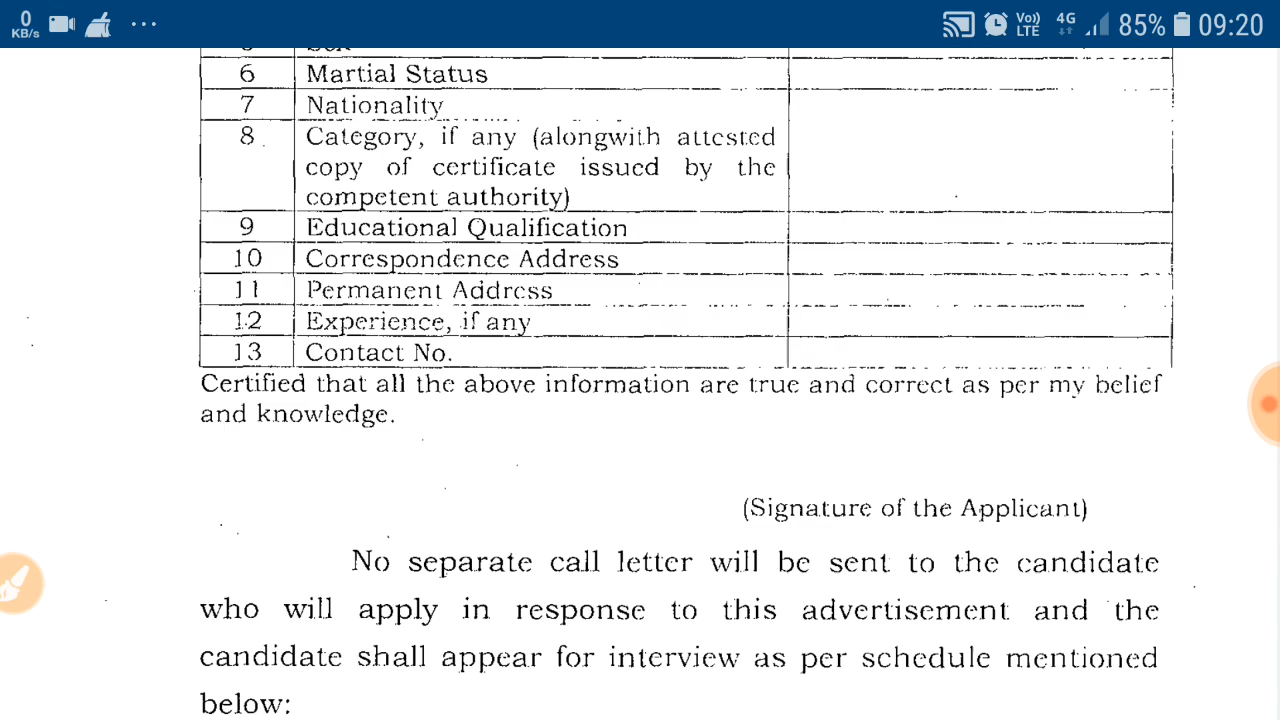 0
KB/s
...
Vo))
LTE
4G
85%
09:20
6 Martial Status
7 Nationality
8 Category, if any (alongwith attested
copy of certificate issued by the
competent authority)
9 Educational Qualification
10 Correspondence Address
11 Permanent Address
12 Experience, if any
13 Contact No.
Certified that all the above information are true and correct as per my belief
and knowledge.
(Signature of the Applicant)
No separate call letter will be sent to the candidate
who will apply in response to this advertisement and the
candidate shall appear for interview as per schedule mentioned
below: